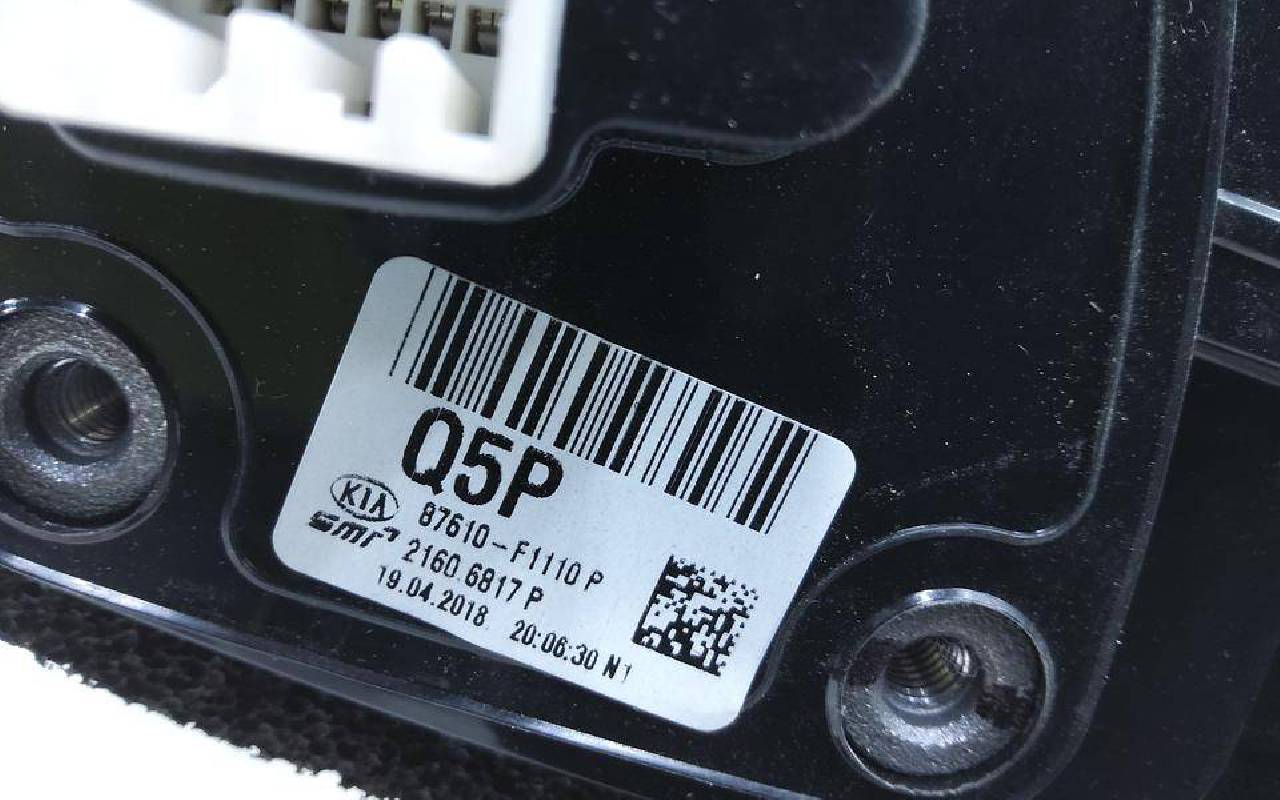 Q5P
KIA 87610-F1110 P
smr 2160.6817 P
19.04.2018 20:06:30 N1